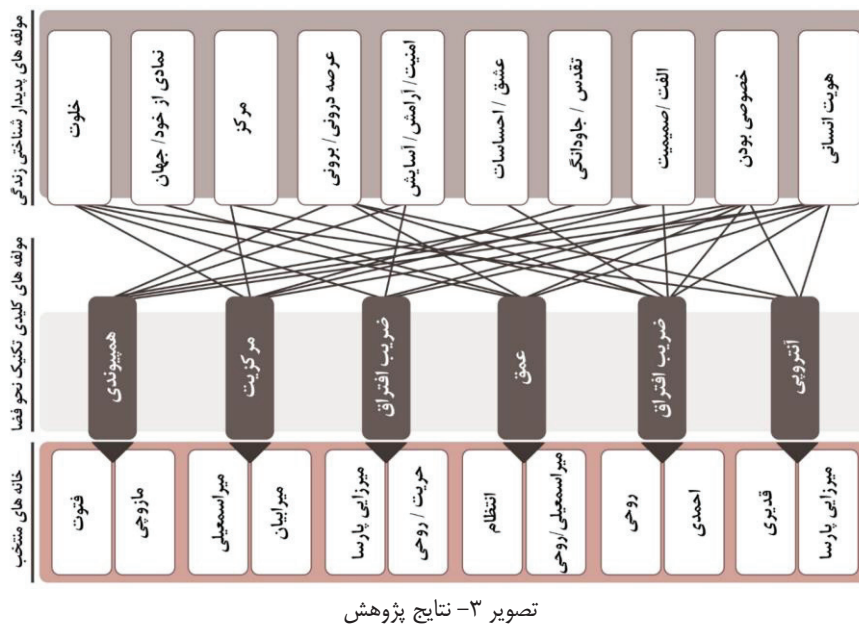 مولفه های پدیدار شناختی زندگی
خلوت
نمادی از خود/ جهان
مرکز
عرصه درونی/ برونی
امنیت/ آرامش/ آسایش
عشق / احساسات
تقدس / جاودانگی
الفت /صمیمیت
خصوصی بودن
هویت انسانی
مولفه های کلیدی تکنیک نحو فضا
همپیوندی
مرکزیت
ضریب افتراق
عمق
ضریب افتراق
آنتروپی
خانه های منتخب
فتوت
مازوچی
میراسمعیلی
میرابیان
میرزایی پارسا
حریت / روحی
انتظام
میراسمعیلی/روحی
روحی
احمدی
قدیری
میرزایی پارسا
تصویر ۳- نتایج پژوهش